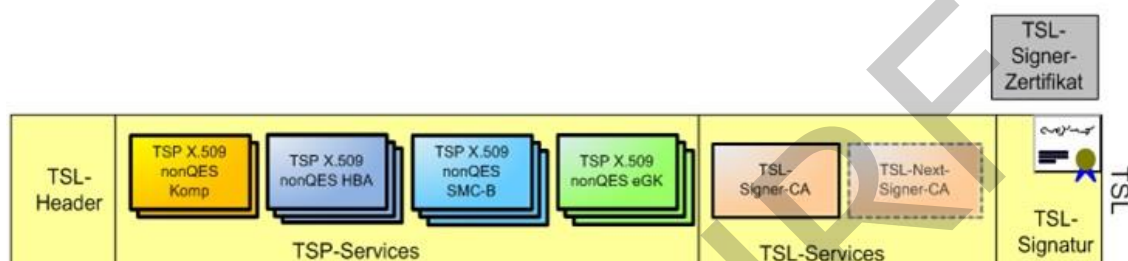 TSL-
Signer-
Zertifikat
TSL-
Header
TSP X.509
nonQES
Komp
TSP X.509
nonQES HBA
TSP X.509
nonQES
SMC-B
TSP X.509
nonQES eGK
TSP-Services
TSL-
Signer-CA
TSL-Next-
Signer-CA
TSL-Services
TSL-
Signatur
TSL